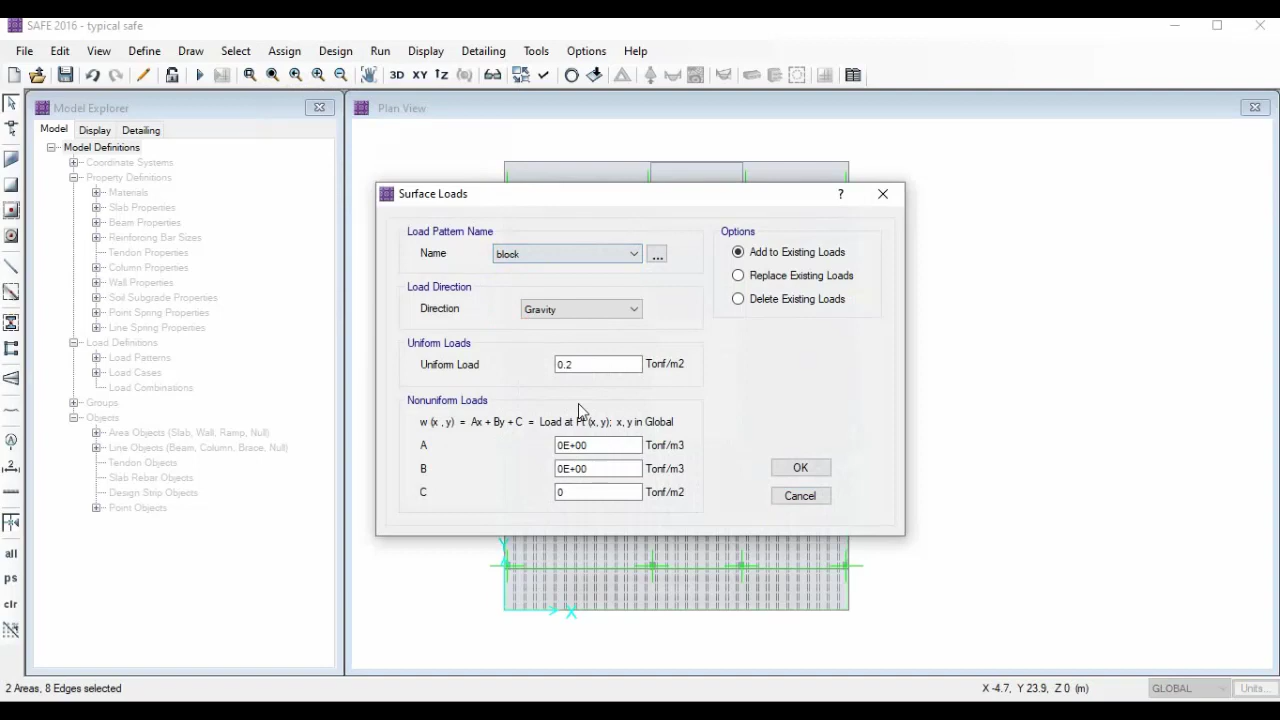 SAFE 2016 - typical safe
File Edit View Define Draw Select Assign Design Run Display Detailing Tools Options Help
3D XY
Model Explorer
Plan View
Model Display Detailing
Model Definitions
Coordinate Systems
Property Definitions
Materials
Slab Properties
Beam Properties
Reinforcing Bar Sizes
Tendon Properties
Column Properties
Wall Properties
Soil Subgrade Properties
Point Spring Properties
Line Spring Properties
Load Definitions
Load Patterns
Load Cases
Load Combinations
Groups
Objects
Area Objects (Slab, Wall, Ramp, Null)
Line Objects (Beam, Column, Brace, Null)
Tendon Objects
Slab Rebar Objects
Design Strip Objects
Point Objects
all
ps
clr
Surface Loads ?
Load Pattern Name
Name block ...
Load Direction
Direction Gravity
Uniform Loads
Uniform Load 0.2 Tonf/m2
Nonuniform Loads
w (x , y) = Ax + By + C = Load at Pt (x, y); x, y in Global
A 0E+00 Tonf/m3
B 0E+00 Tonf/m3
C 0 Tonf/m2
Options
Add to Existing Loads
Replace Existing Loads
Delete Existing Loads
OK
Cancel
Y
X
2 Areas, 8 Edges selected
X -4.7, Y 23.9, Z 0 (m)
GLOBAL
Units...